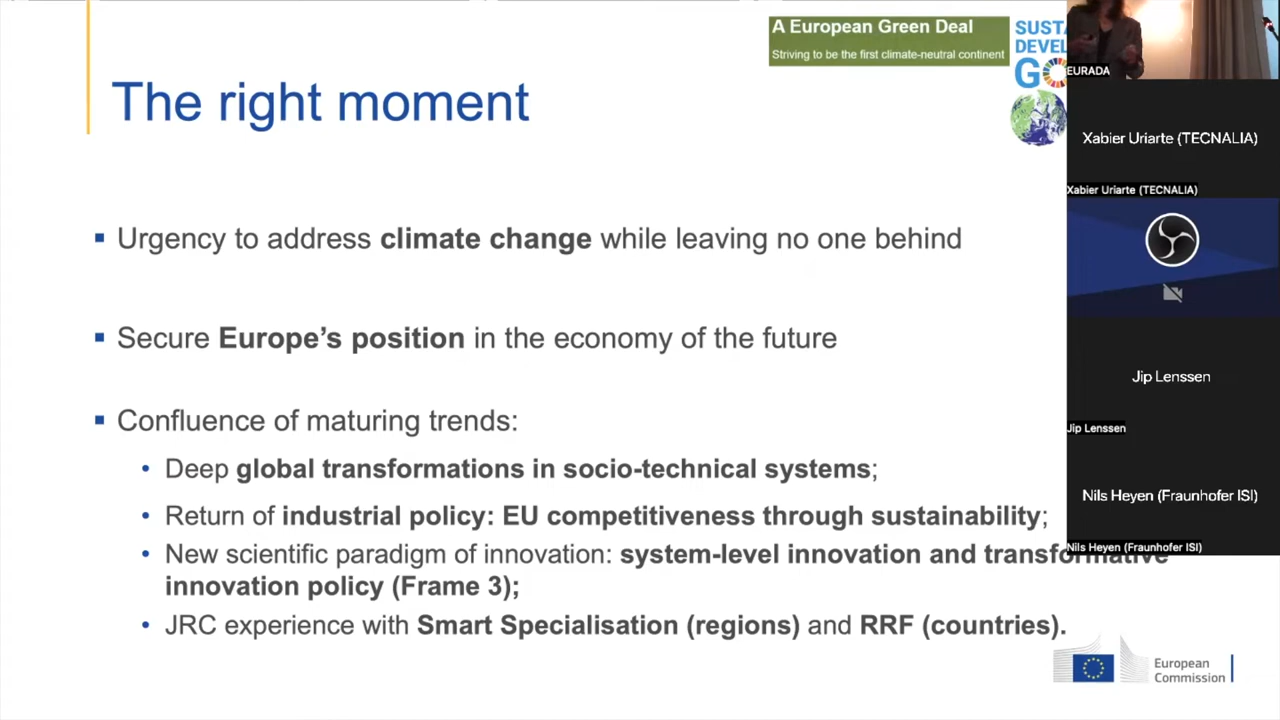 A European Green Deal
Striving to be the first climate-neutral continent
SUST
DEVEL
GO
The right moment
Urgency to address climate change while leaving no one behind
Secure Europe's position in the economy of the future
Confluence of maturing trends:
Deep global transformations in socio-technical systems;
Return of industrial policy: EU competitiveness through sustainability;
New scientific paradigm of innovation: system-level innovation and transformative
innovation policy (Frame 3);
JRC experience with Smart Specialisation (regions) and RRF (countries).
European
Commission
EURADA
Xabier Uriarte (TECNALIA)
Xabier Uriarte (TECNALIA)
Jip Lenssen
Jip Lenssen
Nils Heyen (Fraunhofer ISI)
Nils Heyen (Fraunhofer ISI)